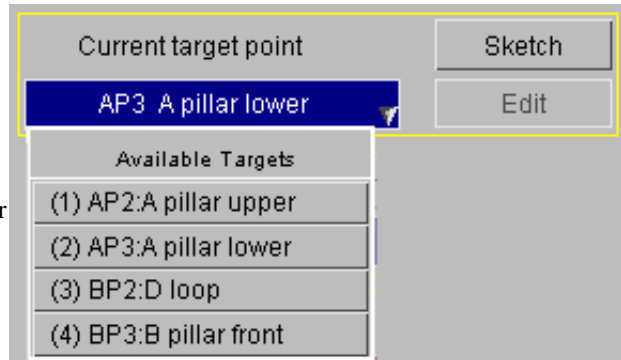 Current target point
Sketch
AP3 A pillar lower
Edit
Available Targets
(1) AP2:A pillar upper
r
(2) AP3:A pillar lower
(3) BP2:D loop
(4) BP3:B pillar front